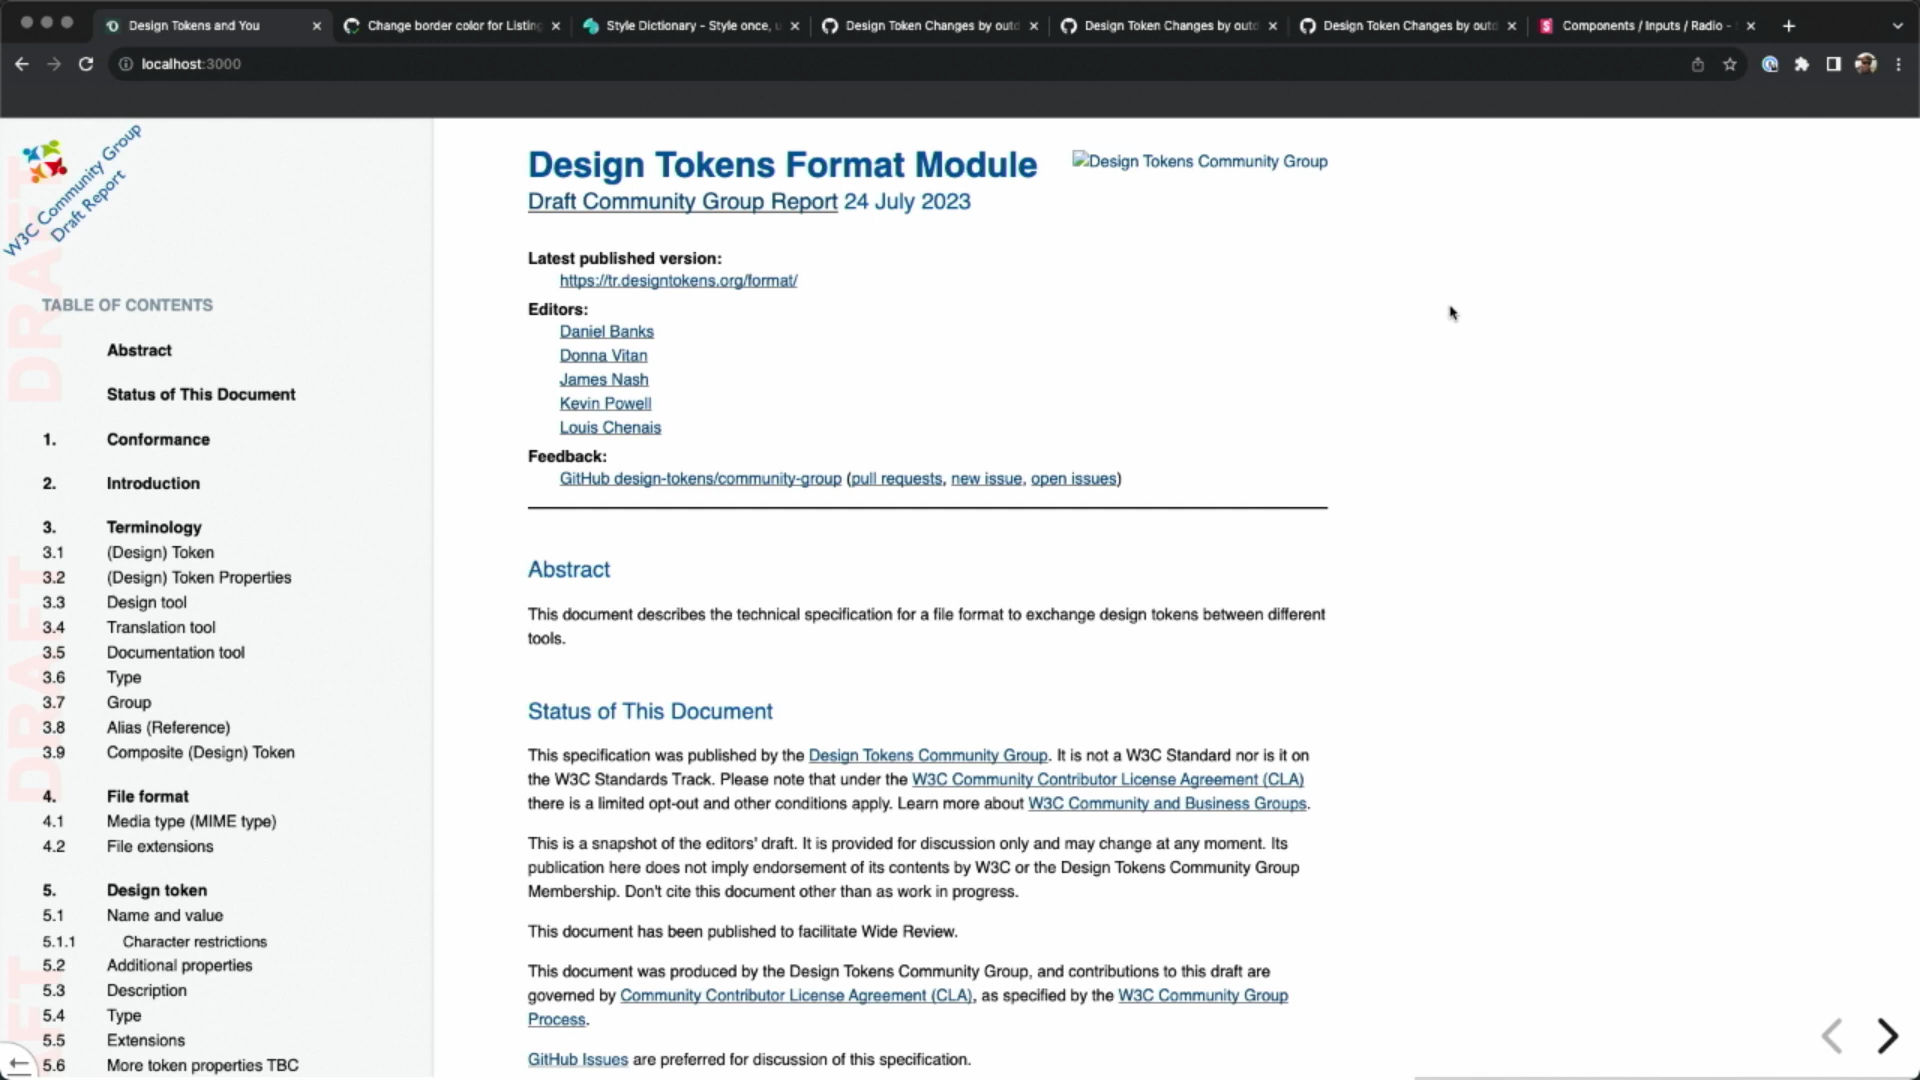 Design Tokens and You
Change border color for Listing
Style Dictionary - Style once, u
Design Token Changes by outd
Design Token Changes by outd
Design Token Changes by outd
Components / Inputs / Radio -
localhost:3000
W3C Community Group
Draft Report
DRAFT
DRAFT
TABLE OF CONTENTS
Abstract
Status of This Document
1. Conformance
2. Introduction
3. Terminology
3.1 (Design) Token
3.2 (Design) Token Properties
3.3 Design tool
3.4 Translation tool
3.5 Documentation tool
3.6 Type
3.7 Group
3.8 Alias (Reference)
3.9 Composite (Design) Token
4. File format
4.1 Media type (MIME type)
4.2 File extensions
5. Design token
5.1 Name and value
5.1.1 Character restrictions
5.2 Additional properties
5.3 Description
5.4 Type
5.5 Extensions
5.6 More token properties TBC
Design Tokens Format Module
Design Tokens Community Group
Draft Community Group Report 24 July 2023
Latest published version:
https://tr.designtokens.org/format/
Editors:
Daniel Banks
Donna Vitan
James Nash
Kevin Powell
Louis Chenais
Feedback:
GitHub design-tokens/community-group (pull requests, new issue, open issues)
Abstract
This document describes the technical specification for a file format to exchange design tokens between different
tools.
Status of This Document
This specification was published by the Design Tokens Community Group. It is not a W3C Standard nor is it on
the W3C Standards Track. Please note that under the W3C Community Contributor License Agreement (CLA)
there is a limited opt-out and other conditions apply. Learn more about W3C Community and Business Groups.
This is a snapshot of the editors' draft. It is provided for discussion only and may change at any moment. Its
publication here does not imply endorsement of its contents by W3C or the Design Tokens Community Group
Membership. Don't cite this document other than as work in progress.
This document has been published to facilitate Wide Review.
This document was produced by the Design Tokens Community Group, and contributions to this draft are
governed by Community Contributor License Agreement (CLA), as specified by the W3C Community Group
Process.
GitHub Issues are preferred for discussion of this specification.